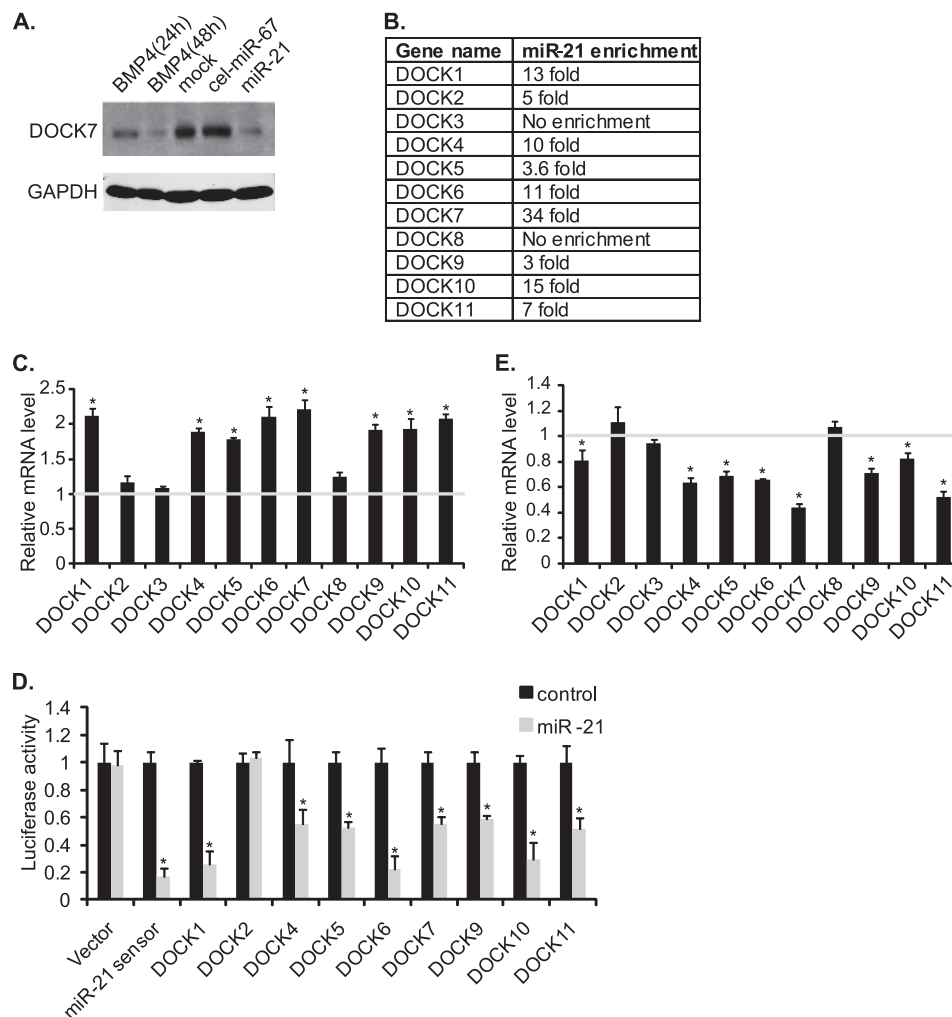 A.
BMP4(24h) BMP4(48h) mock cel-miR-67 miR-21
DOCK7
GAPDH
B.
Gene name miR-21 enrichment
DOCK1 13 fold
DOCK2 5 fold
DOCK3 No enrichment
DOCK4 10 fold
DOCK5 3.6 fold
DOCK6 11 fold
DOCK7 34 fold
DOCK8 No enrichment
DOCK9 3 fold
DOCK10 15 fold
DOCK11 7 fold
C.
Relative mRNA level
2.5
2
1.5
1
0.5
0
* * * * * * * *
DOCK1 DOCK2 DOCK3 DOCK4 DOCK5 DOCK6 DOCK7 DOCK8 DOCK9 DOCK10 DOCK11
E.
Relative mRNA level
1.4
1.2
1
0.8
0.6
0.4
0.2
0
* * * * * * * *
DOCK1 DOCK2 DOCK3 DOCK4 DOCK5 DOCK6 DOCK7 DOCK8 DOCK9 DOCK10 DOCK11
D.
control
miR -21
Luciferase activity
1.4
1.2
1
0.8
0.6
0.4
0.2
0
* * * * * * * * *
Vector miR-21 sensor DOCK1 DOCK2 DOCK4 DOCK5 DOCK6 DOCK7 DOCK9 DOCK10 DOCK11